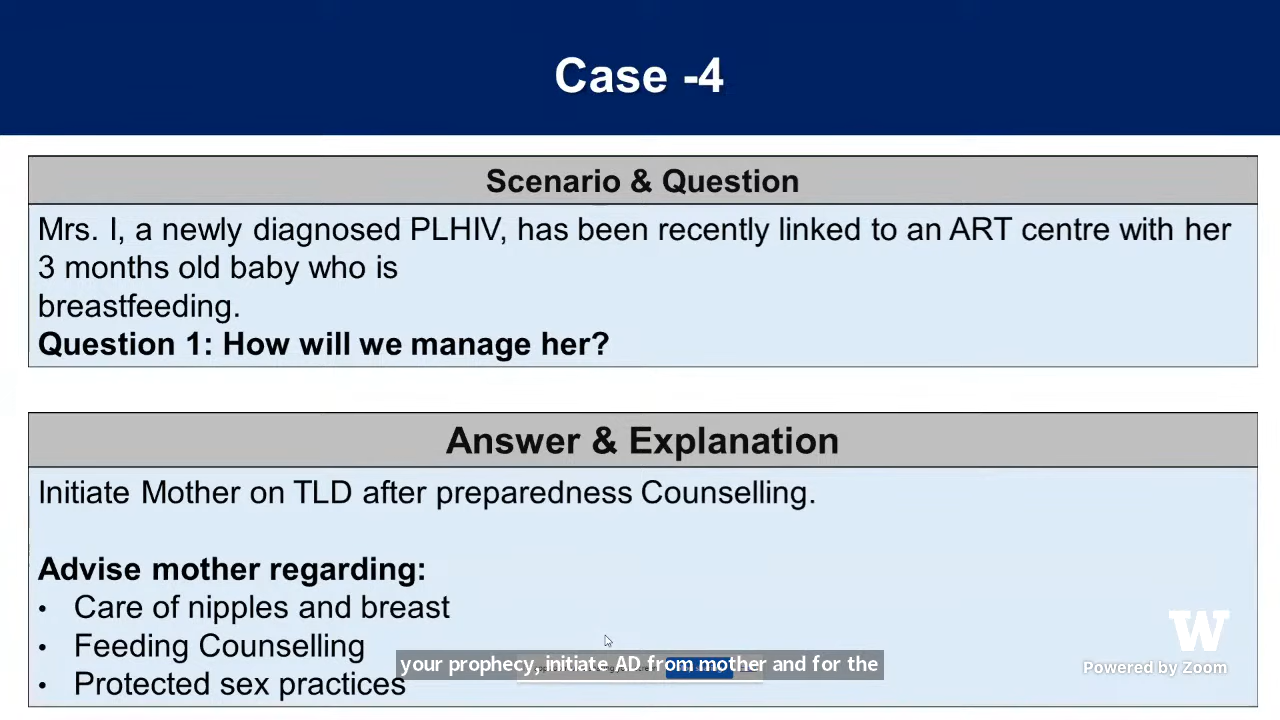 Case -4
Scenario & Question
Mrs. I, a newly diagnosed PLHIV, has been recently linked to an ART centre with her
3 months old baby who is
breastfeeding.
Question 1: How will we manage her?
Answer & Explanation
Initiate Mother on TLD after preparedness Counselling.
Advise mother regarding:
• Care of nipples and breast
• Feeding Counselling
• Protected sex practices
your prophecy, initiate AD from mother and for the
W
Powered by Zoom